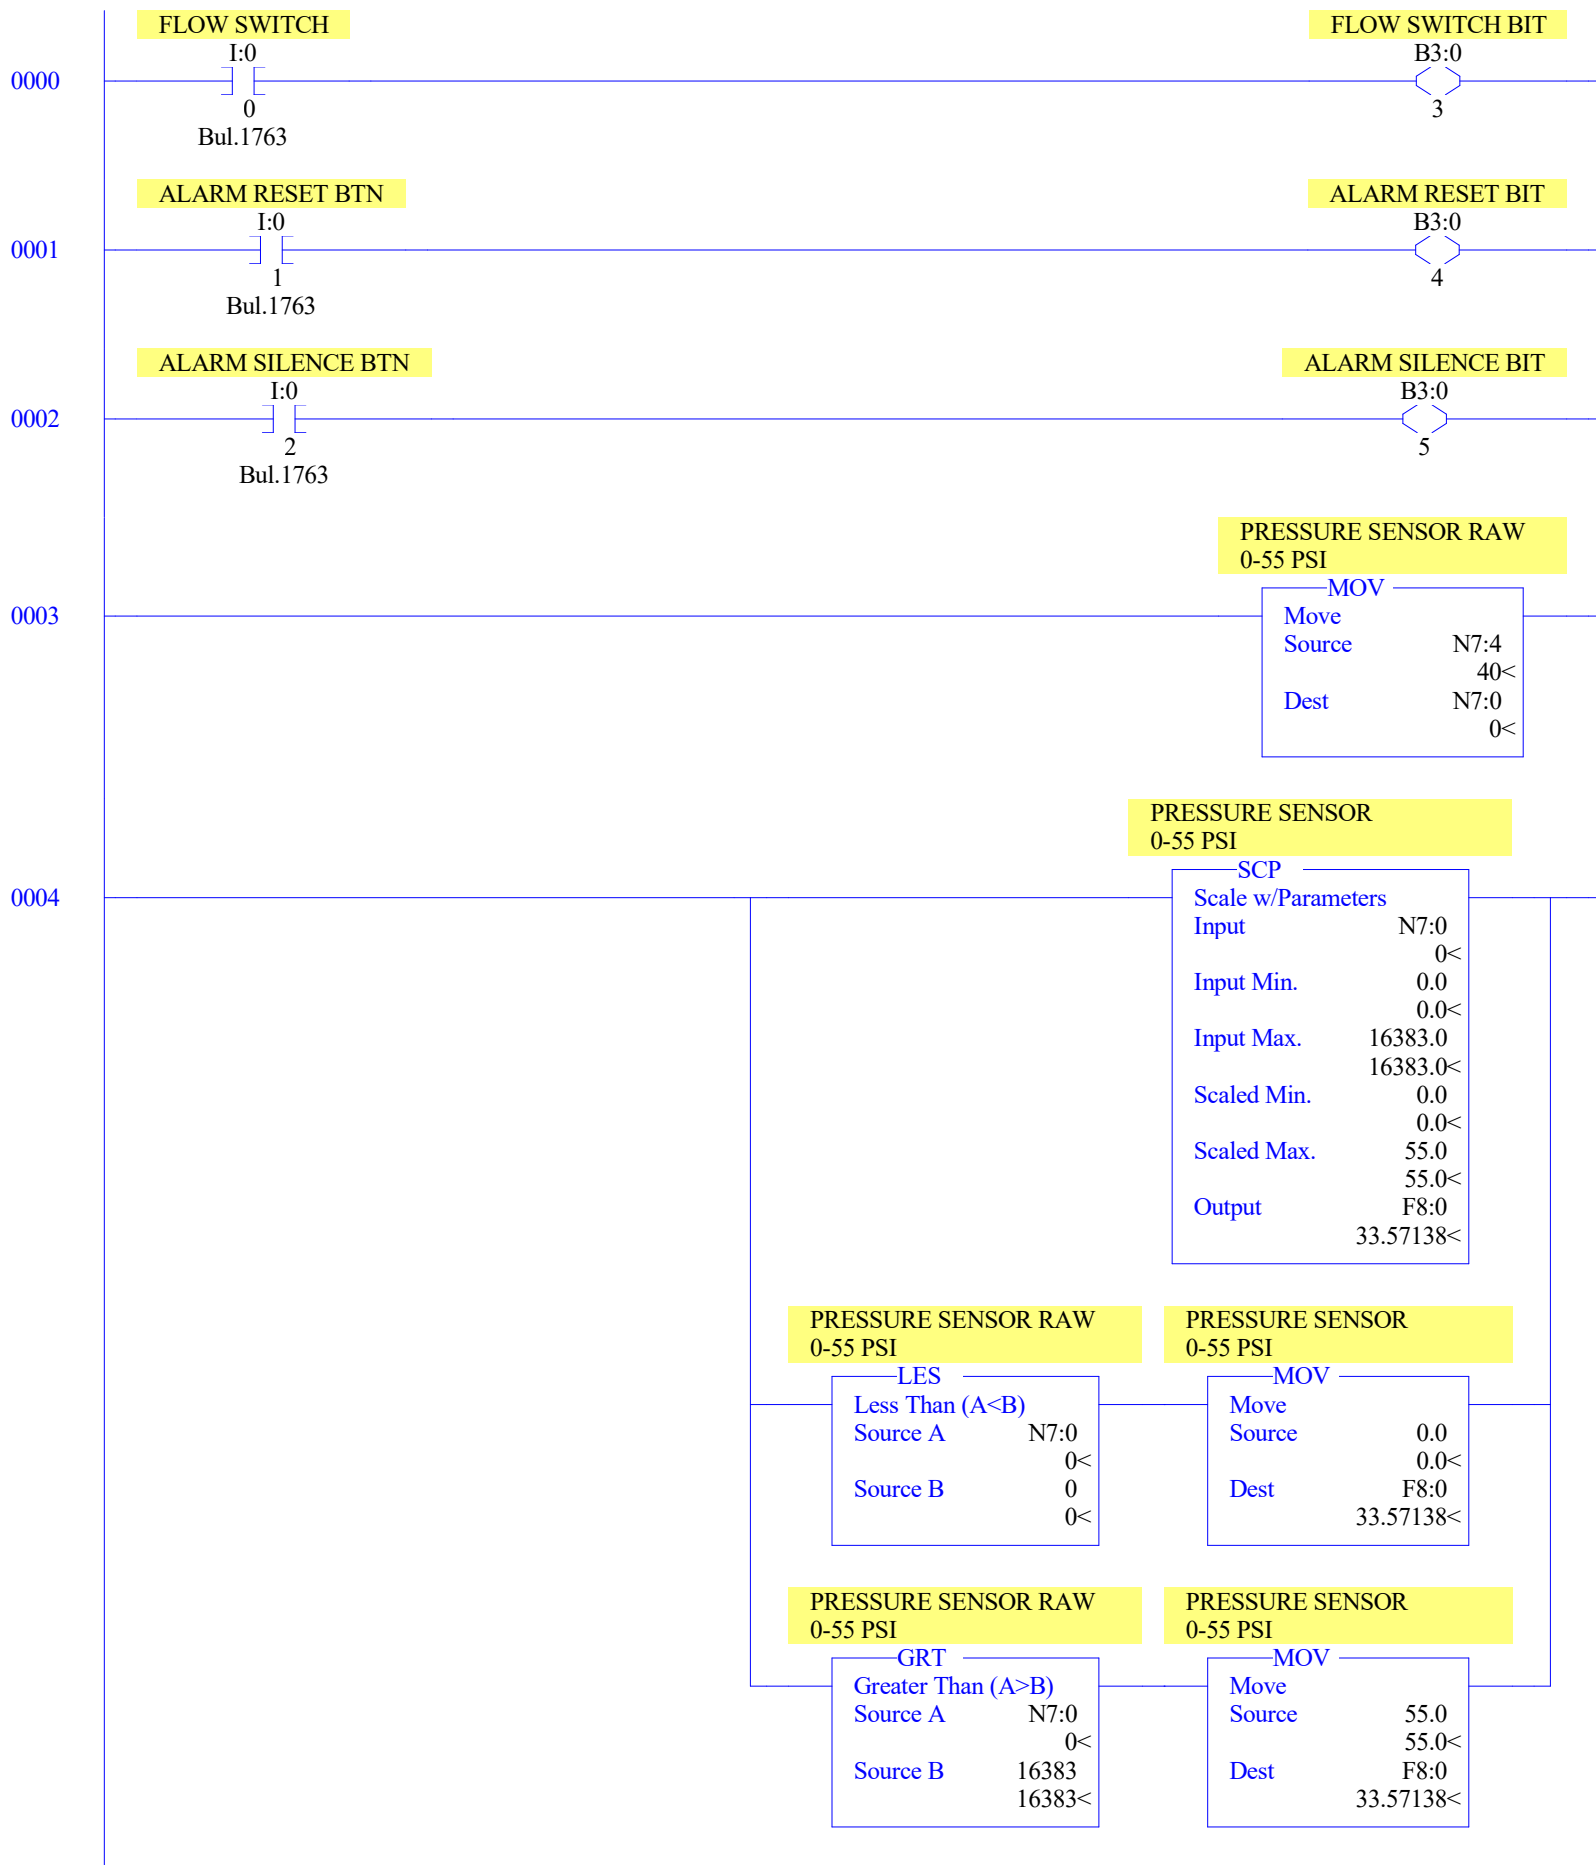 FLOW SWITCH FLOW SWITCH BIT
I:0 B3:0
0000
0 3
Bul.1763
ALARM RESET BTN ALARM RESET BIT
I:0 B3:0
0001
1 4
Bul.1763
ALARM SILENCE BTN ALARM SILENCE BIT
I:0 B3:0
0002
2 5
Bul.1763
PRESSURE SENSOR RAW
0-55 PSI
MOV
0003 Move
Source N7:4
40<
Dest N7:0
0<
PRESSURE SENSOR
0-55 PSI
SCP
0004 Scale w/Parameters
Input N7:0
0<
Input Min. 0.0
0.0<
Input Max. 16383.0
16383.0<
Scaled Min. 0.0
0.0<
Scaled Max. 55.0
55.0<
Output F8:0
33.57138<
PRESSURE SENSOR RAW PRESSURE SENSOR
0-55 PSI 0-55 PSI
LES MOV
Less Than (A<B) Move
Source A N7:0 Source 0.0
0< 0.0<
Source B 0 Dest F8:0
0< 33.57138<
PRESSURE SENSOR RAW PRESSURE SENSOR
0-55 PSI 0-55 PSI
GRT MOV
Greater Than (A>B) Move
Source A N7:0 Source 55.0
0< 55.0<
Source B 16383 Dest F8:0
16383< 33.57138<